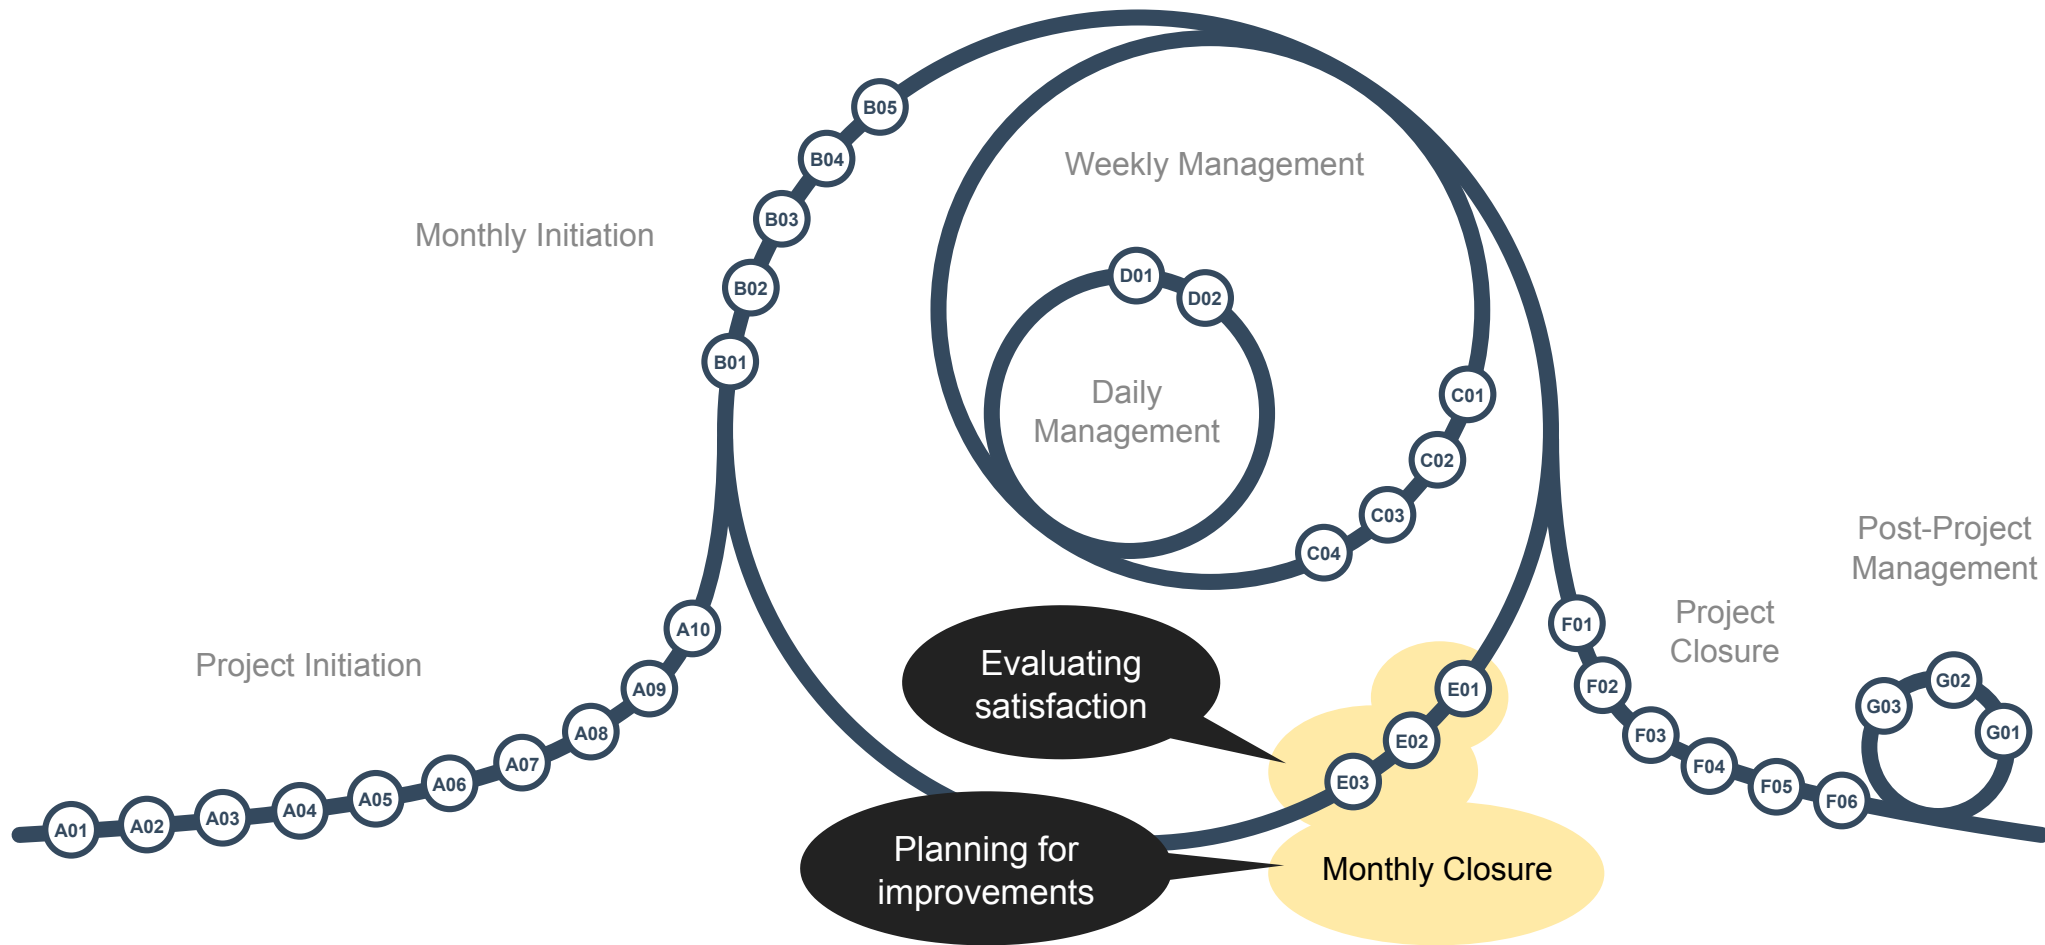 B05
B04
B03
B02
B01
Monthly Initiation
Weekly Management
D01
D02
Daily
Management
C01
C02
C03
C04
Project Initiation
A01
A02
A03
A04
A05
A06
A07
A08
A09
A10
Evaluating
satisfaction
E01
E02
E03
Planning for
improvements
Monthly Closure
F01
F02
F03
F04
F05
F06
Project
Closure
Post-Project
Management
G03
G02
G01